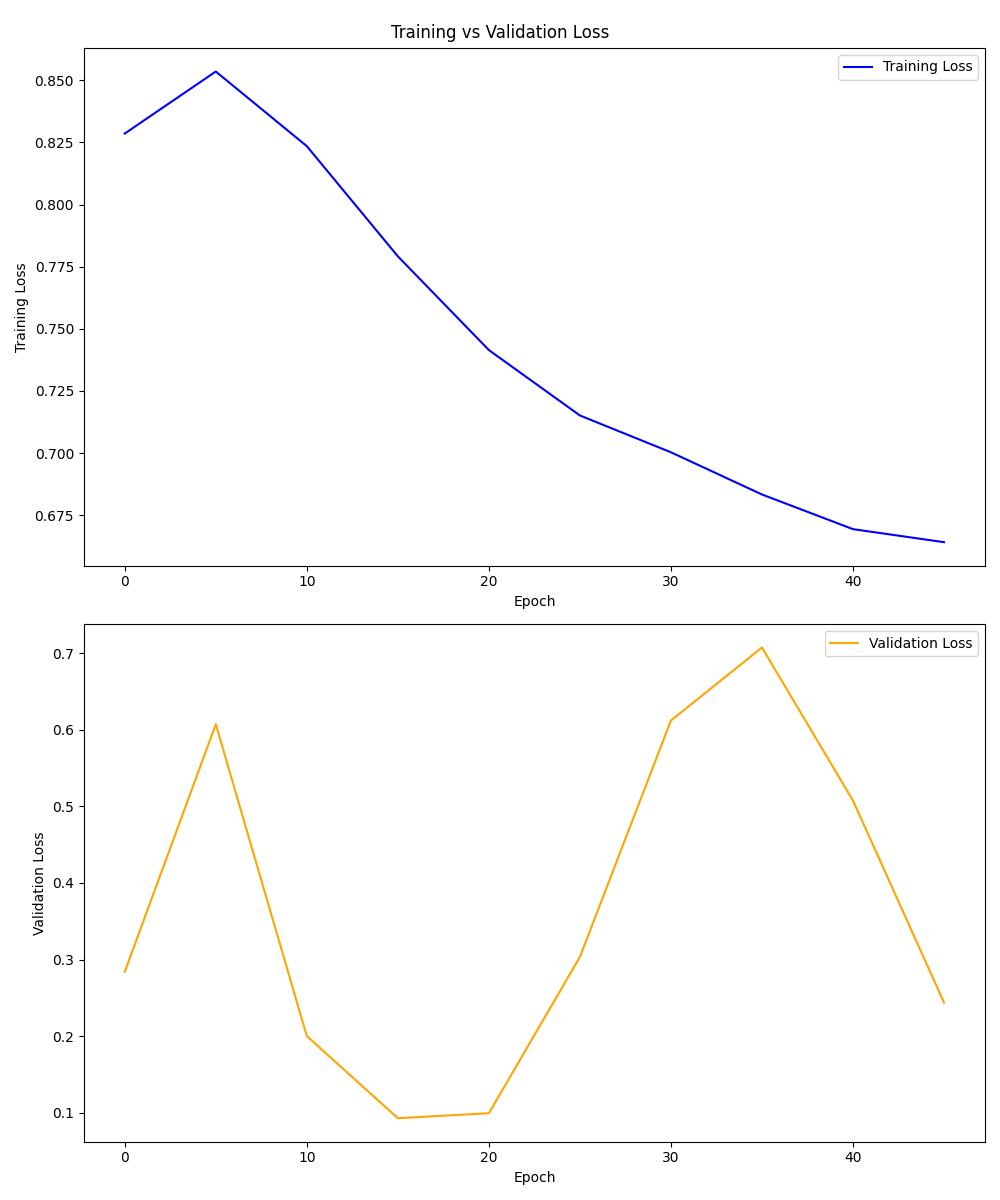 Training vs Validation Loss
Training Loss
0.850
0.825
0.800
0.775
0.750
0.725
0.700
0.675
Training Loss
0 10 20 30 40
Epoch
Validation Loss
0.7
0.6
0.5
0.4
0.3
0.2
0.1
Validation Loss
0 10 20 30 40
Epoch